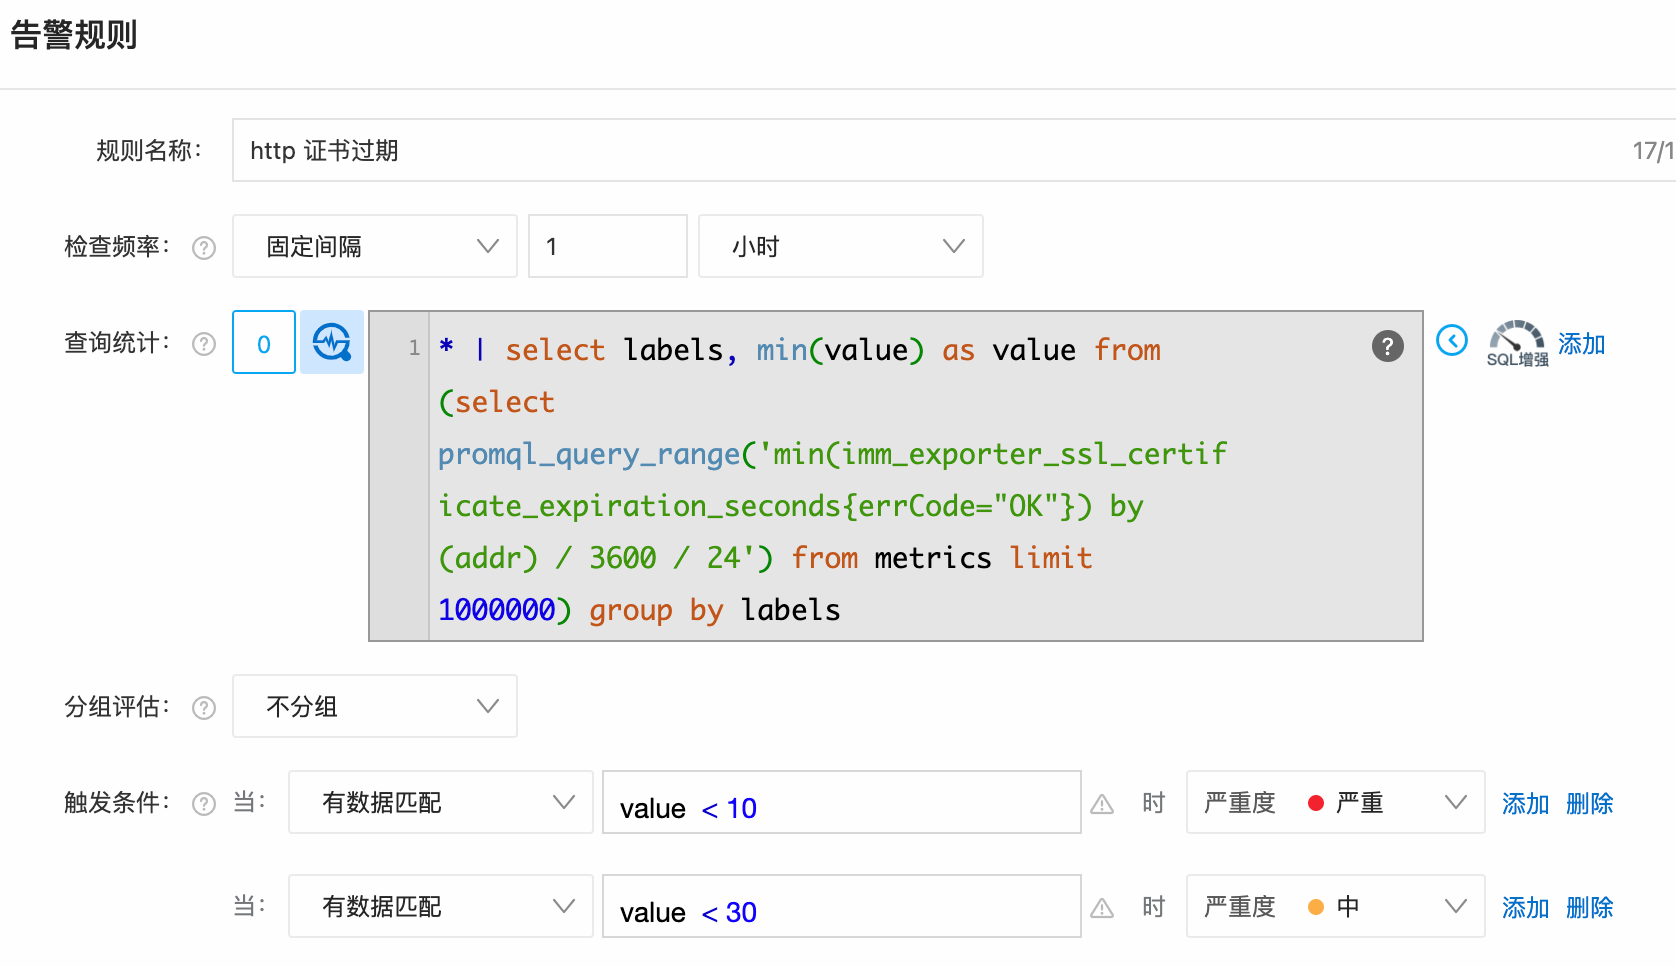 告警规则
规则名称： http 证书过期 17/1
检查频率： ? 固定间隔 1 小时
查询统计： ? 0 1 * | select labels, min(value) as value from ? SQL增强 添加
(select
promql_query_range('min(imm_exporter_ssl_certif
icate_expiration_seconds{errCode="OK"}) by
(addr) / 3600 / 24') from metrics limit
1000000) group by labels
分组评估： ? 不分组
触发条件： ? 当： 有数据匹配 value < 10 时 严重度 严重 添加 删除
当： 有数据匹配 value < 30 时 严重度 中 添加 删除